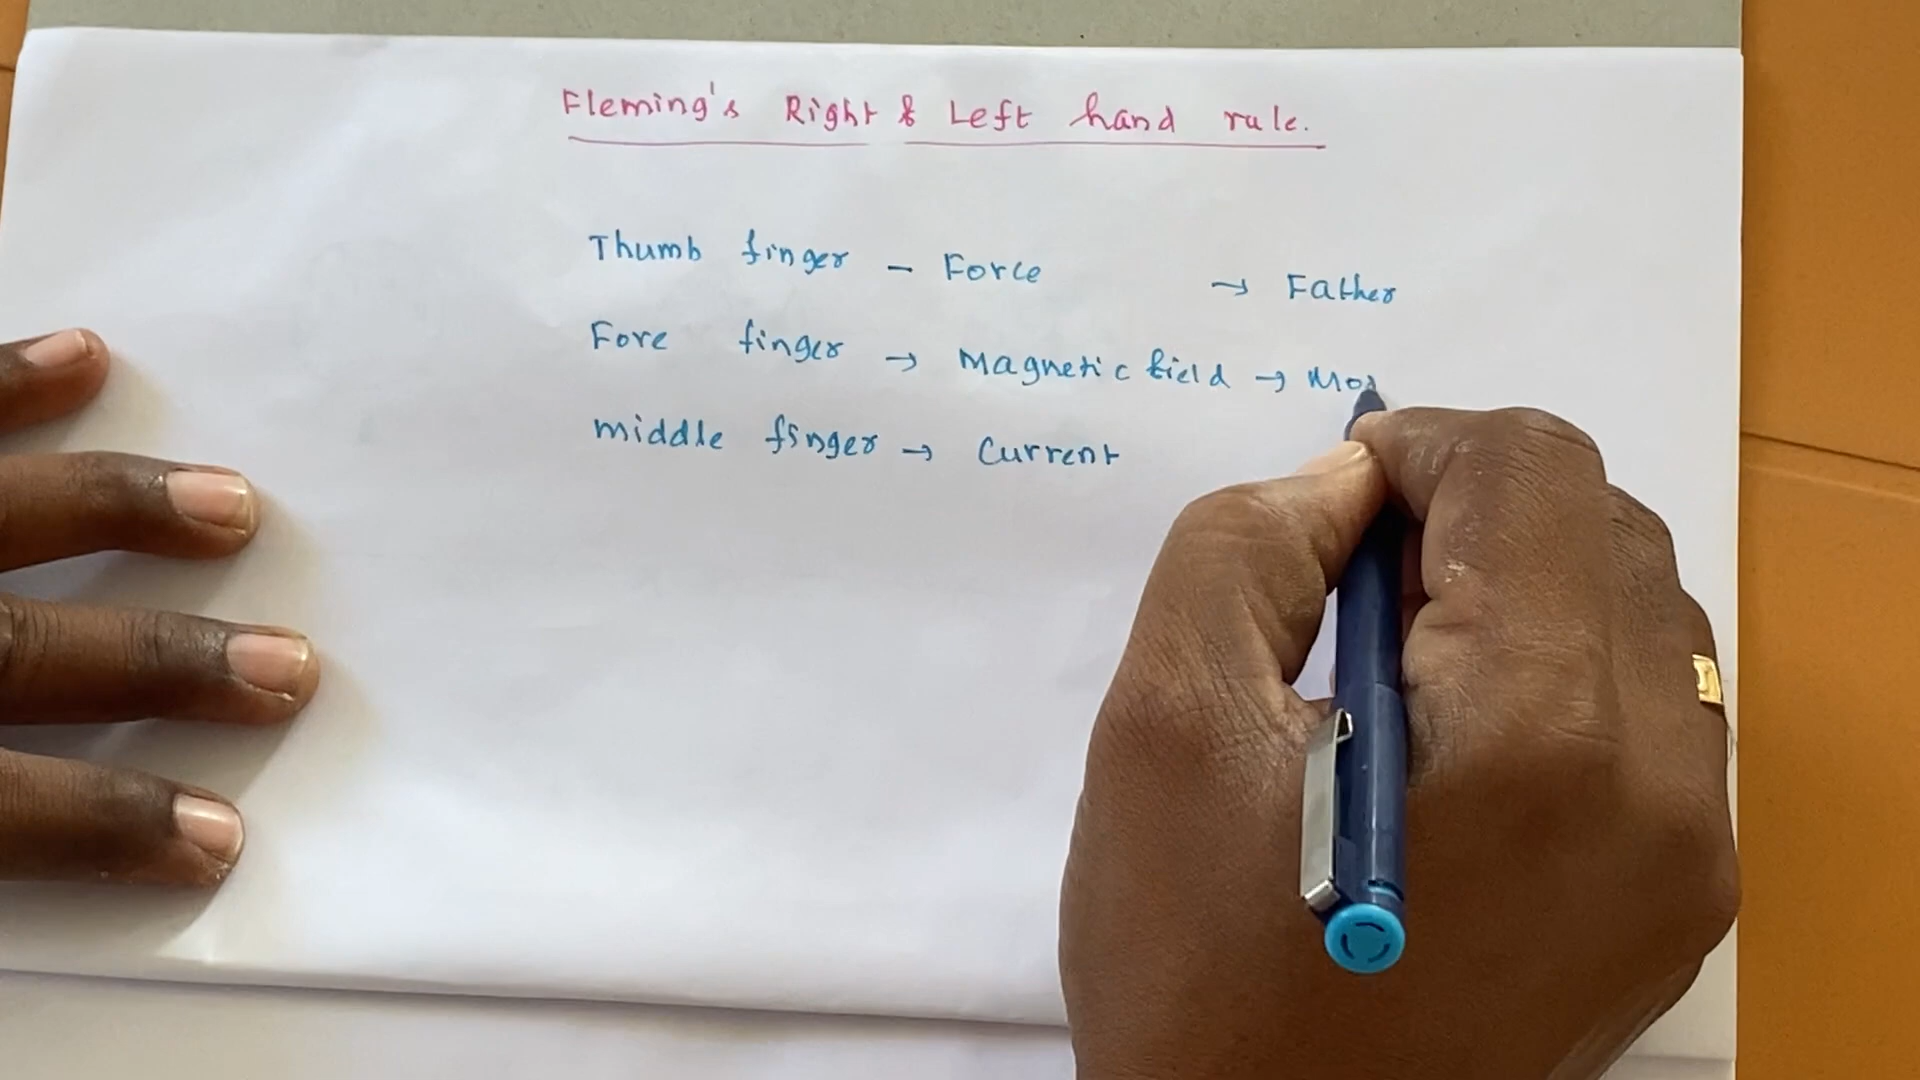 Fleming's Right & Left hand rule.
Thumb finger - Force → Father
Fore finger → Magnetic field →
middle finger → Current